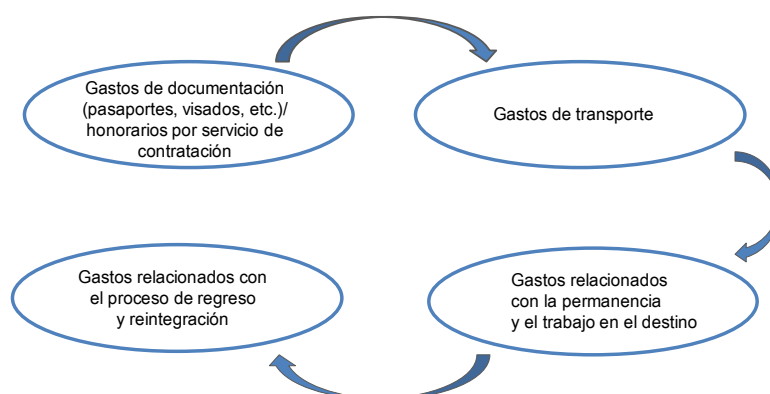 Gastos de documentación
(pasaportes, visados, etc.)/
honorarios por servicio de
contratación
Gastos de transporte
Gastos relacionados con
el proceso de regreso
y reintegración
Gastos relacionados
con la permanencia
y el trabajo en el destino